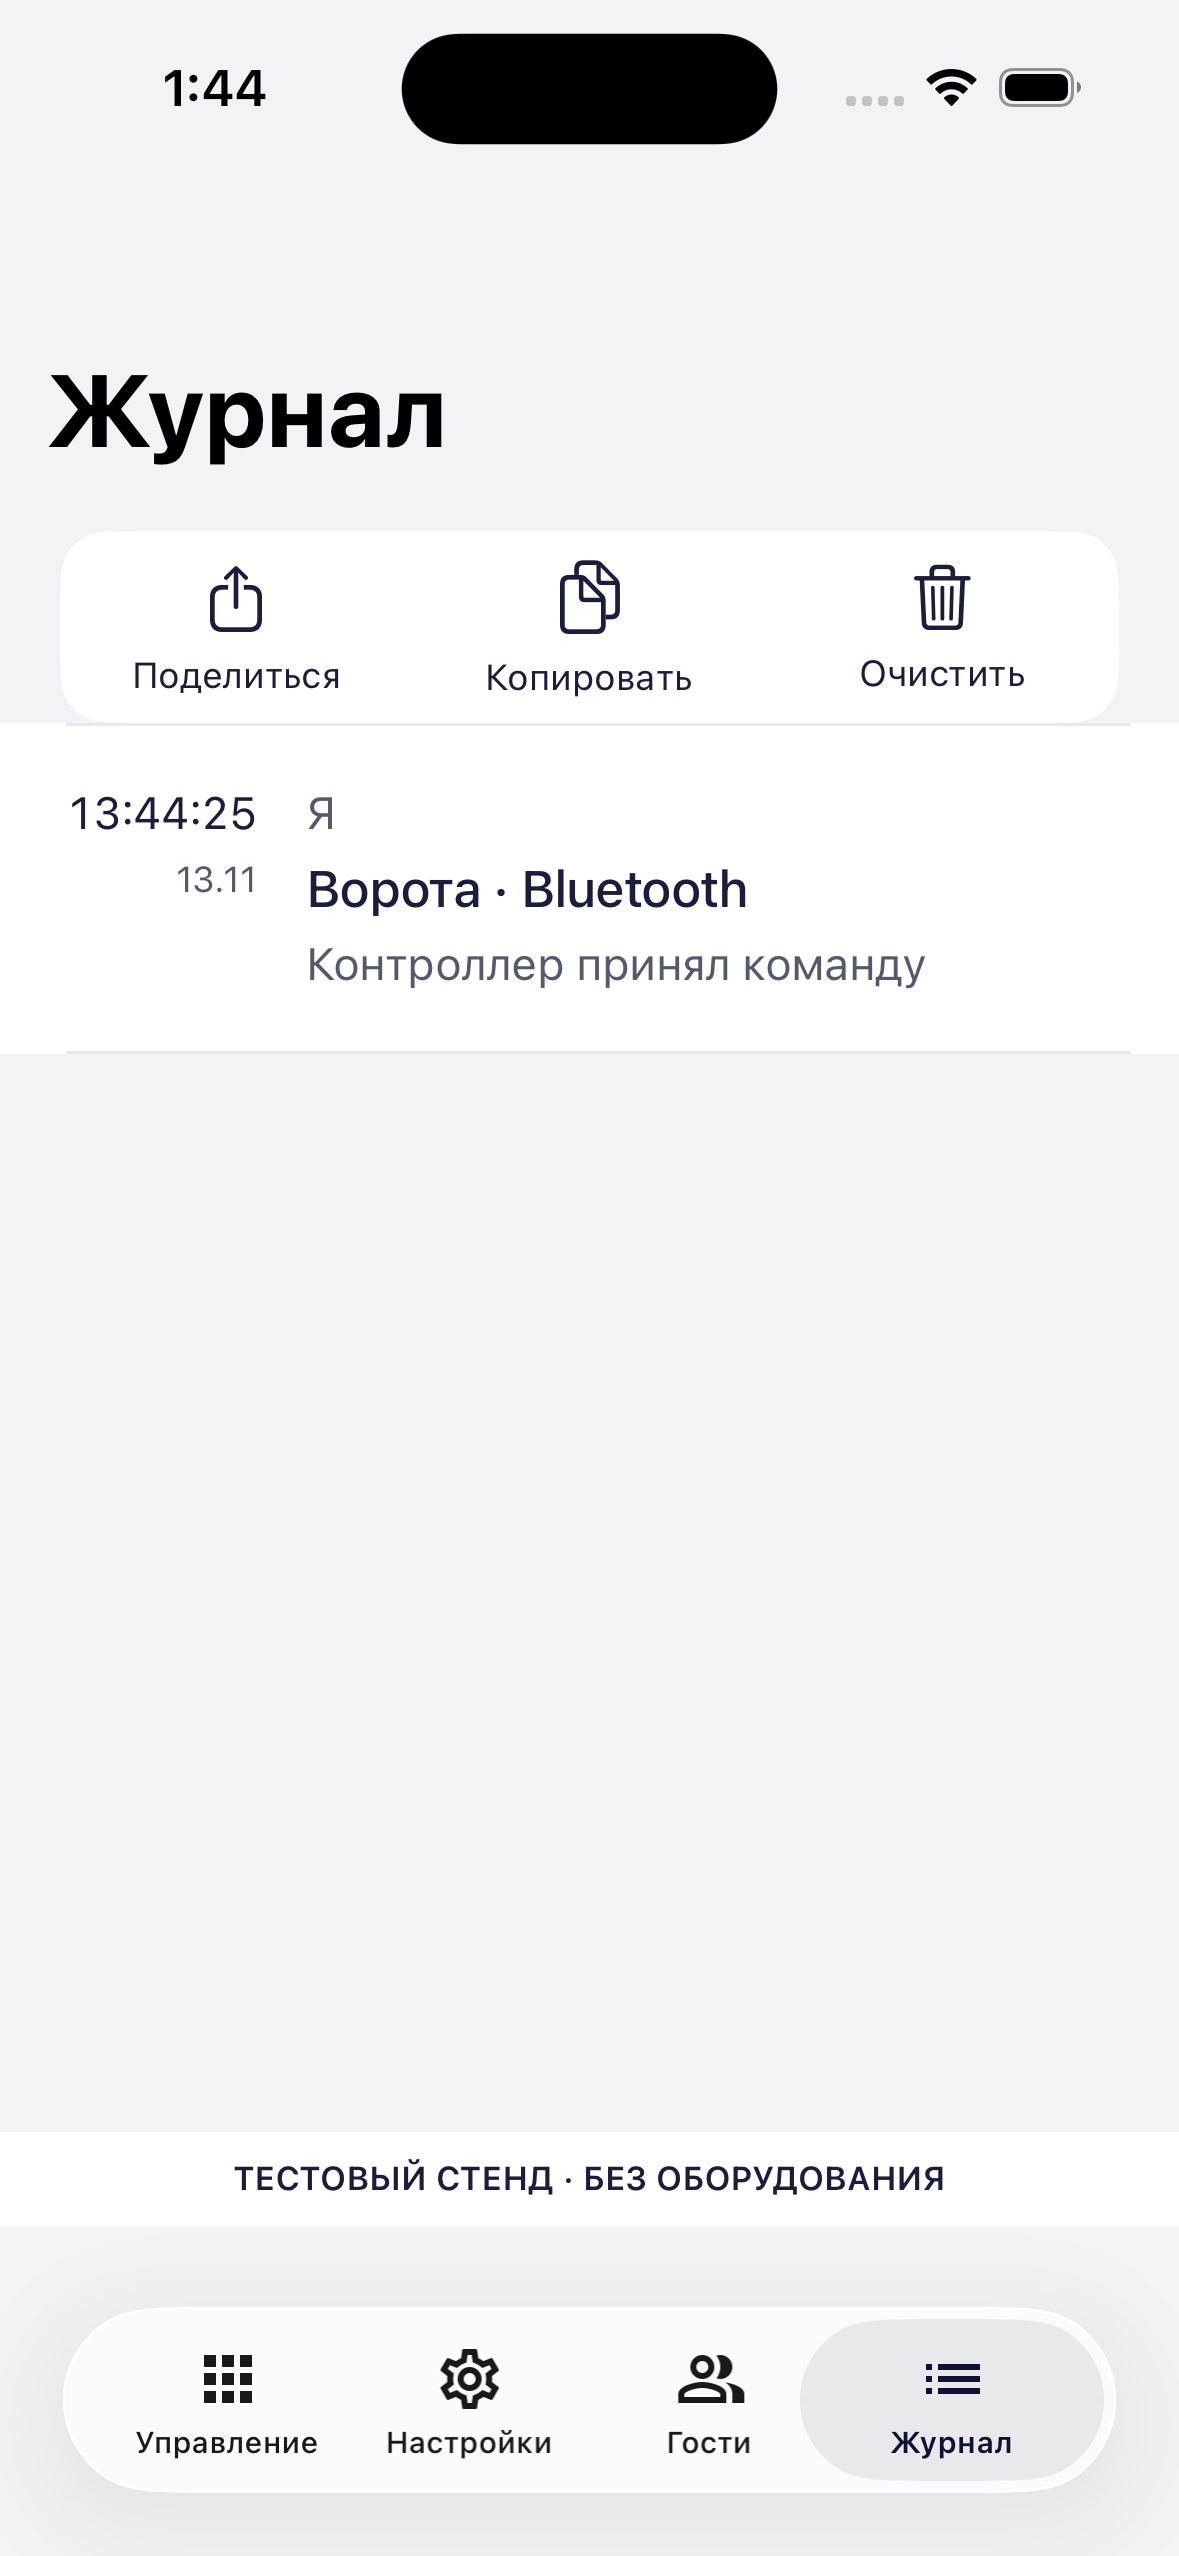 1:44
Журнал
Поделиться
Копировать
Очистить
13:44:25
Я
13.11
Ворота · Bluetooth
Контроллер принял команду
ТЕСТОВЫЙ СТЕНД · БЕЗ ОБОРУДОВАНИЯ
Управление
Настройки
Гости
Журнал